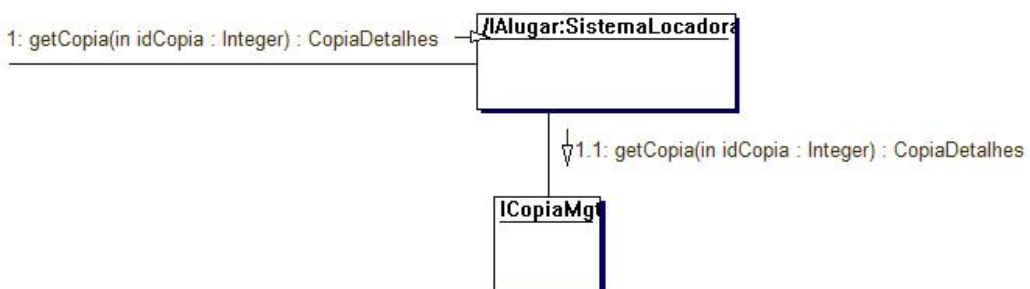 1: getCopia(in idCopia : Integer) : CopiaDetalhes
/IAlugar:SistemaLocadora
1.1: getCopia(in idCopia : Integer) : CopiaDetalhes
ICopiaMgt